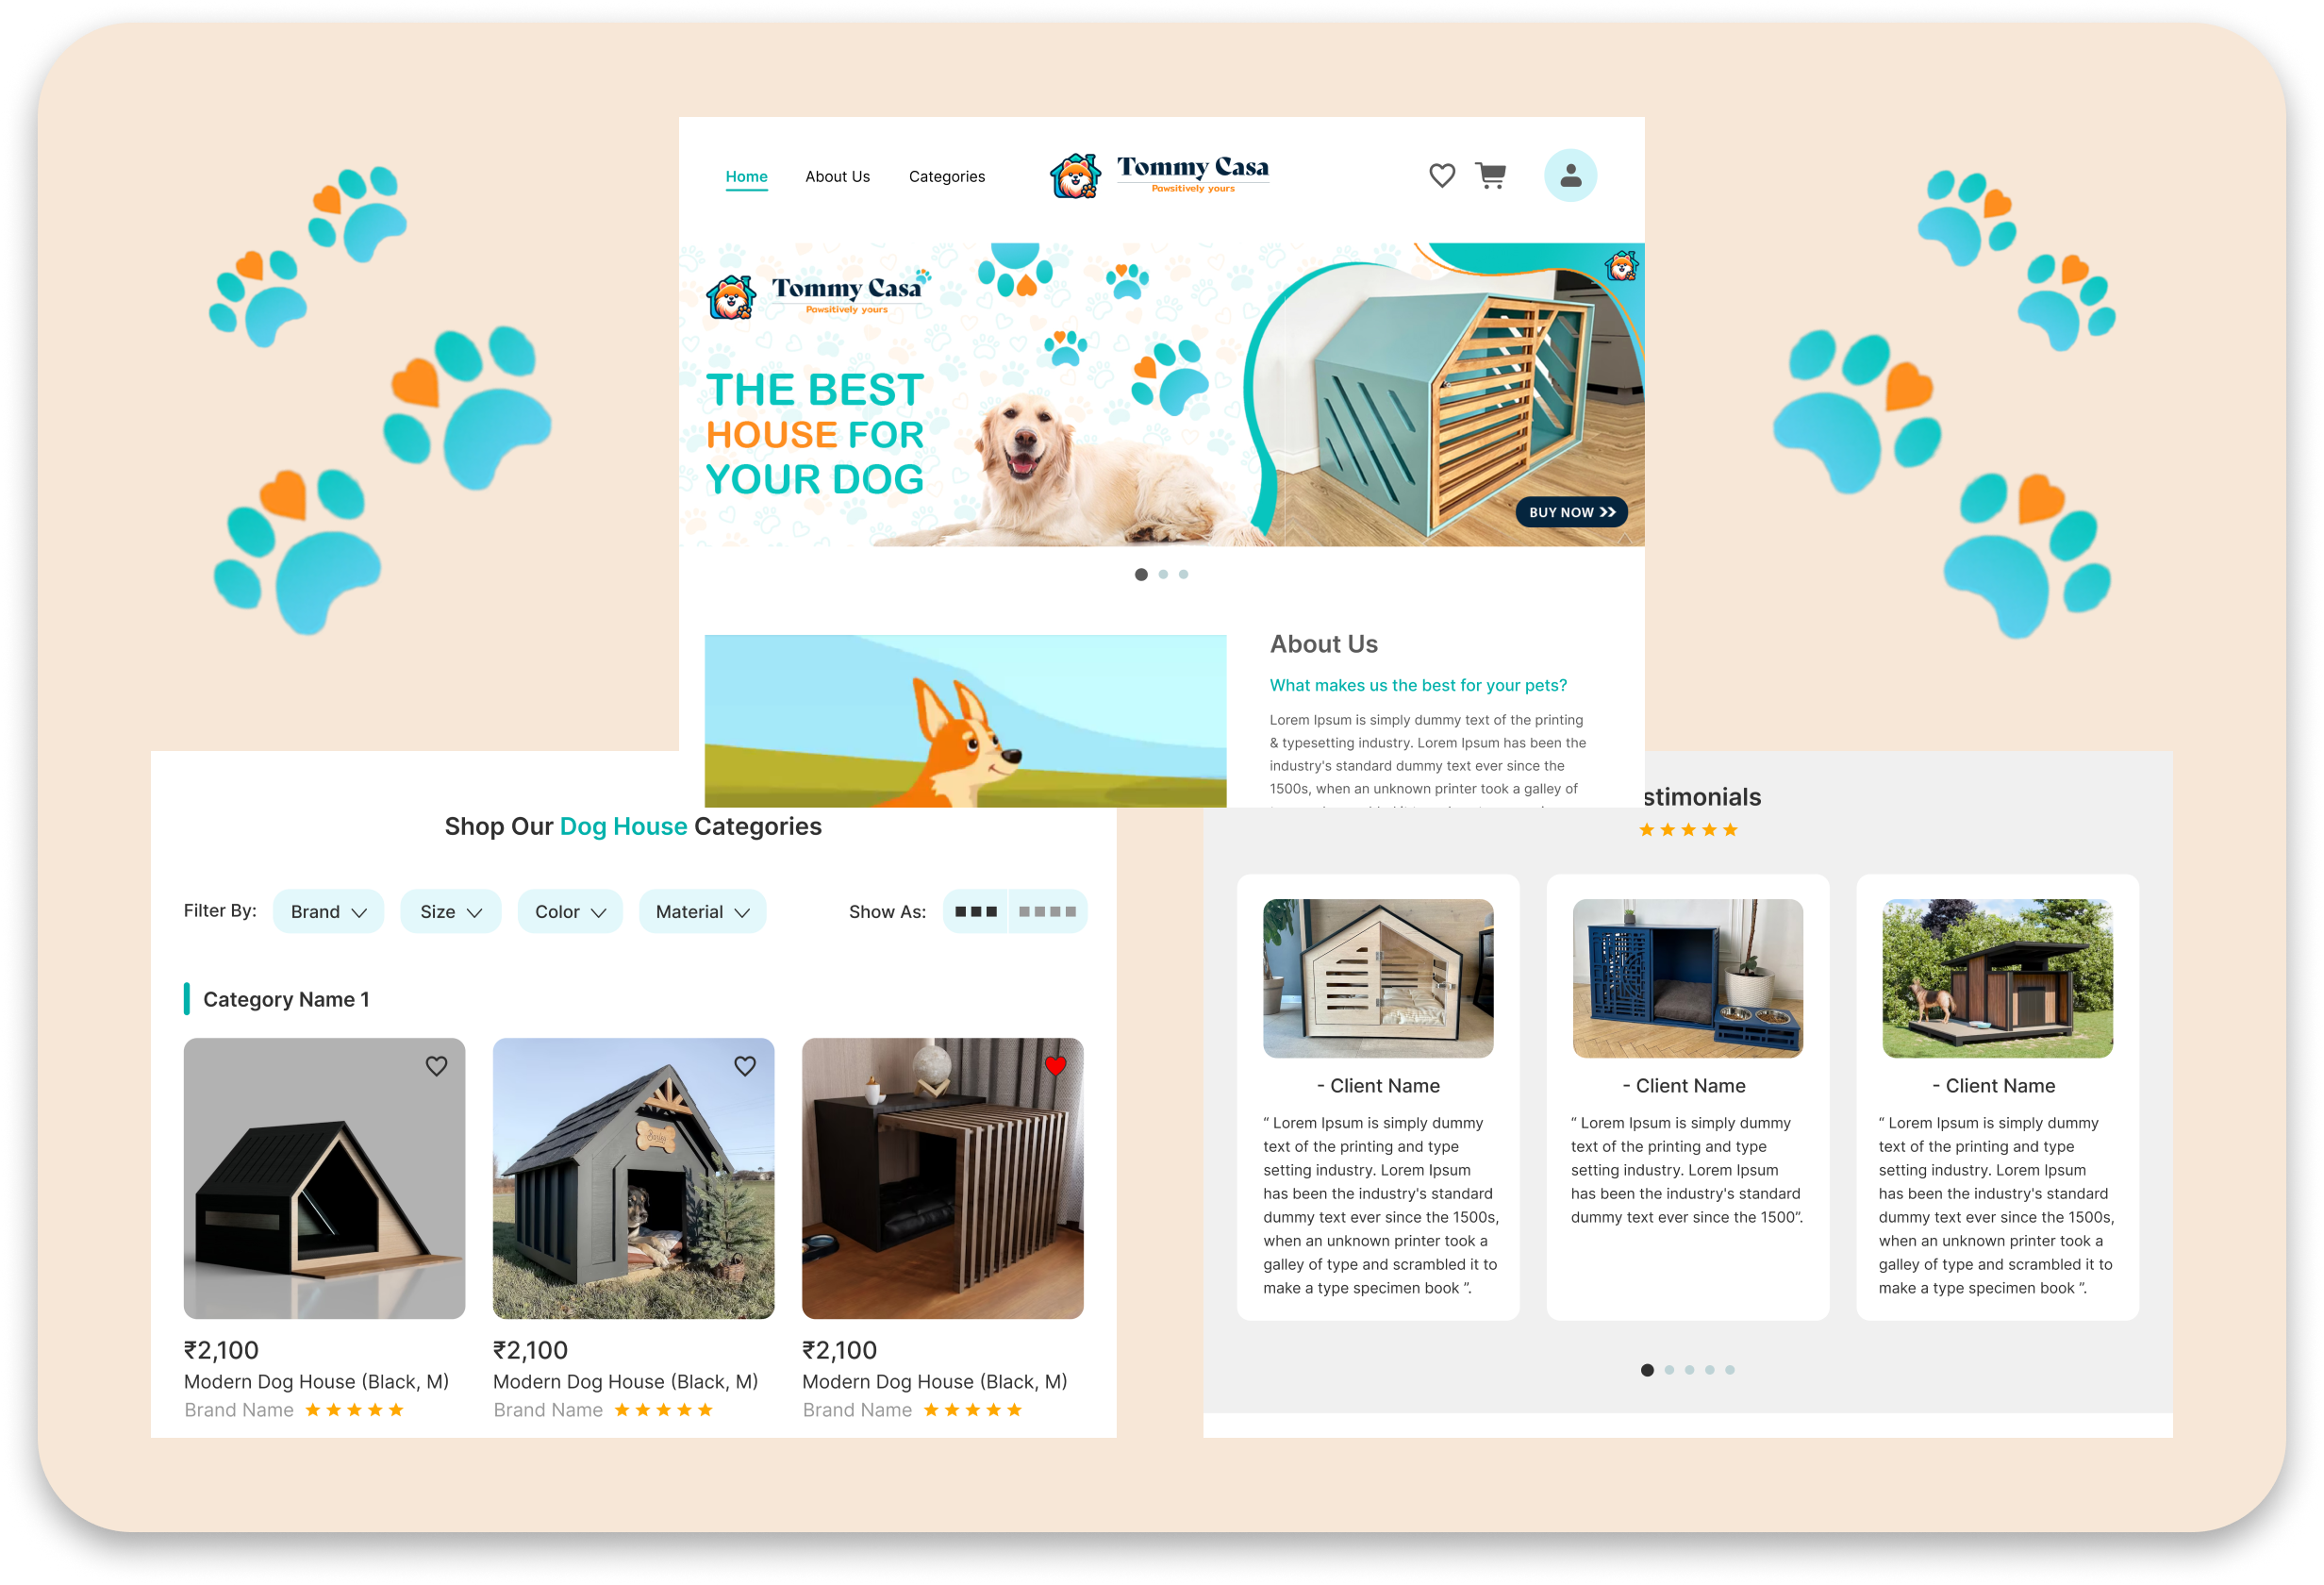 Home
About Us
Categories
Tommy Casa
Pawsitively yours
Tommy Casa
Pawsitively yours
THE BEST
HOUSE FOR
YOUR DOG
BUY NOW
About Us
What makes us the best for your pets?
Lorem Ipsum is simply dummy text of the printing
& typesetting industry. Lorem Ipsum has been the
industry's standard dummy text ever since the
1500s, when an unknown printer took a galley of
Shop Our Dog House Categories
Filter By:
Brand
Size
Color
Material
Show As:
Category Name 1
₹2,100
Modern Dog House (Black, M)
Brand Name
₹2,100
Modern Dog House (Black, M)
Brand Name
₹2,100
Modern Dog House (Black, M)
Brand Name
stimonials
- Client Name
“ Lorem Ipsum is simply dummy
text of the printing and type
setting industry. Lorem Ipsum
has been the industry's standard
dummy text ever since the 1500s,
when an unknown printer took a
galley of type and scrambled it to
make a type specimen book ”.
- Client Name
“ Lorem Ipsum is simply dummy
text of the printing and type
setting industry. Lorem Ipsum
has been the industry's standard
dummy text ever since the 1500“.
- Client Name
“ Lorem Ipsum is simply dummy
text of the printing and type
setting industry. Lorem Ipsum
has been the industry's standard
dummy text ever since the 1500s,
when an unknown printer took a
galley of type and scrambled it to
make a type specimen book ”.